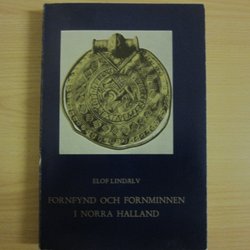 ELOF LINDÄLV
FORNFYND OCH FORNMINNEN
I NORRA HALLAND